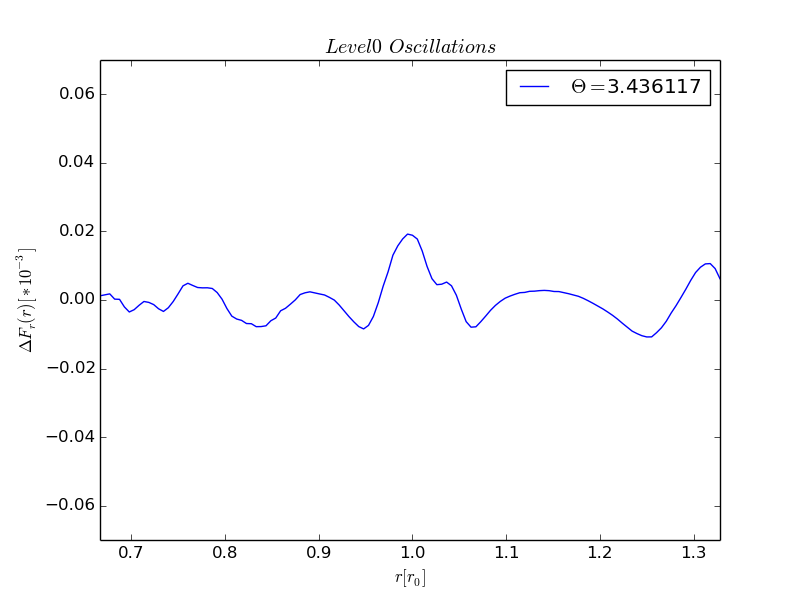 Level0 Oscillations
Θ =3.436117
0.06
0.04
0.02
0.00
−0.02
−0.04
−0.06
ΔF_r(r)[*10^{-3}]
0.7 0.8 0.9 1.0 1.1 1.2 1.3
r[r_0]